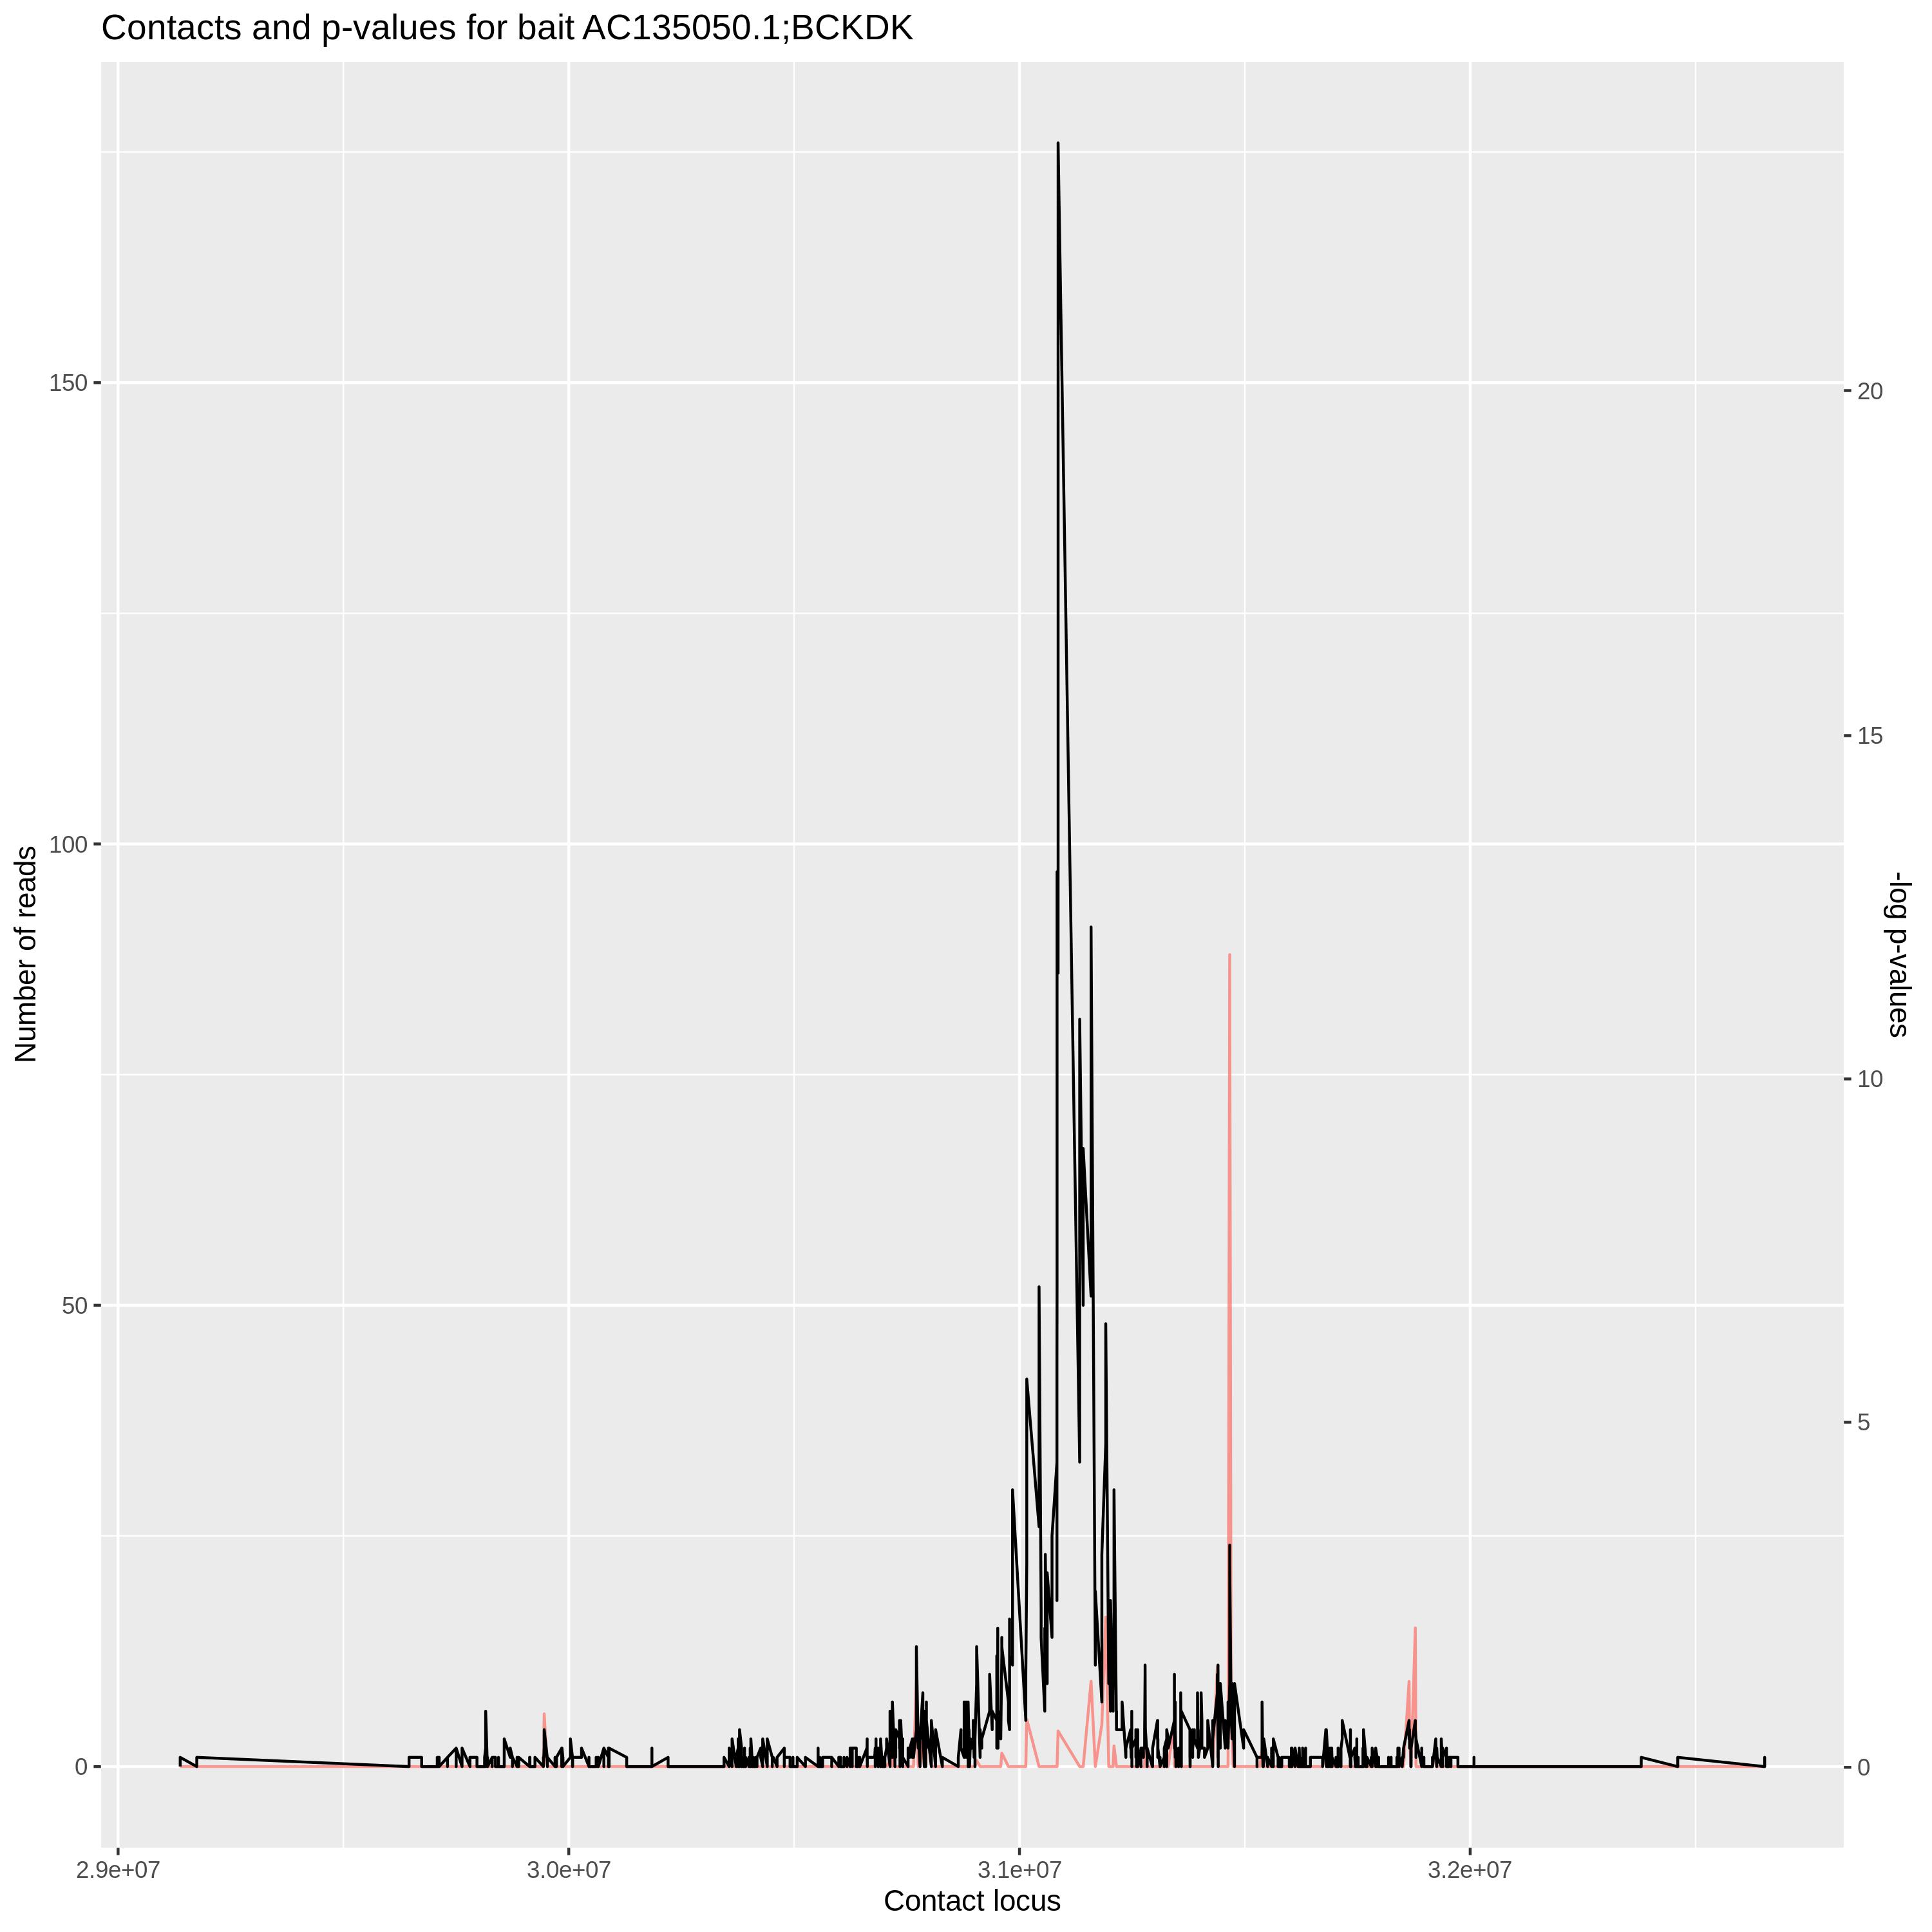 Contacts and p-values for bait AC135050.1;BCKDK
150
100
50
0
Number of reads
20
15
10
5
0
-log p-values
2.9e+07
3.0e+07
3.1e+07
3.2e+07
Contact locus